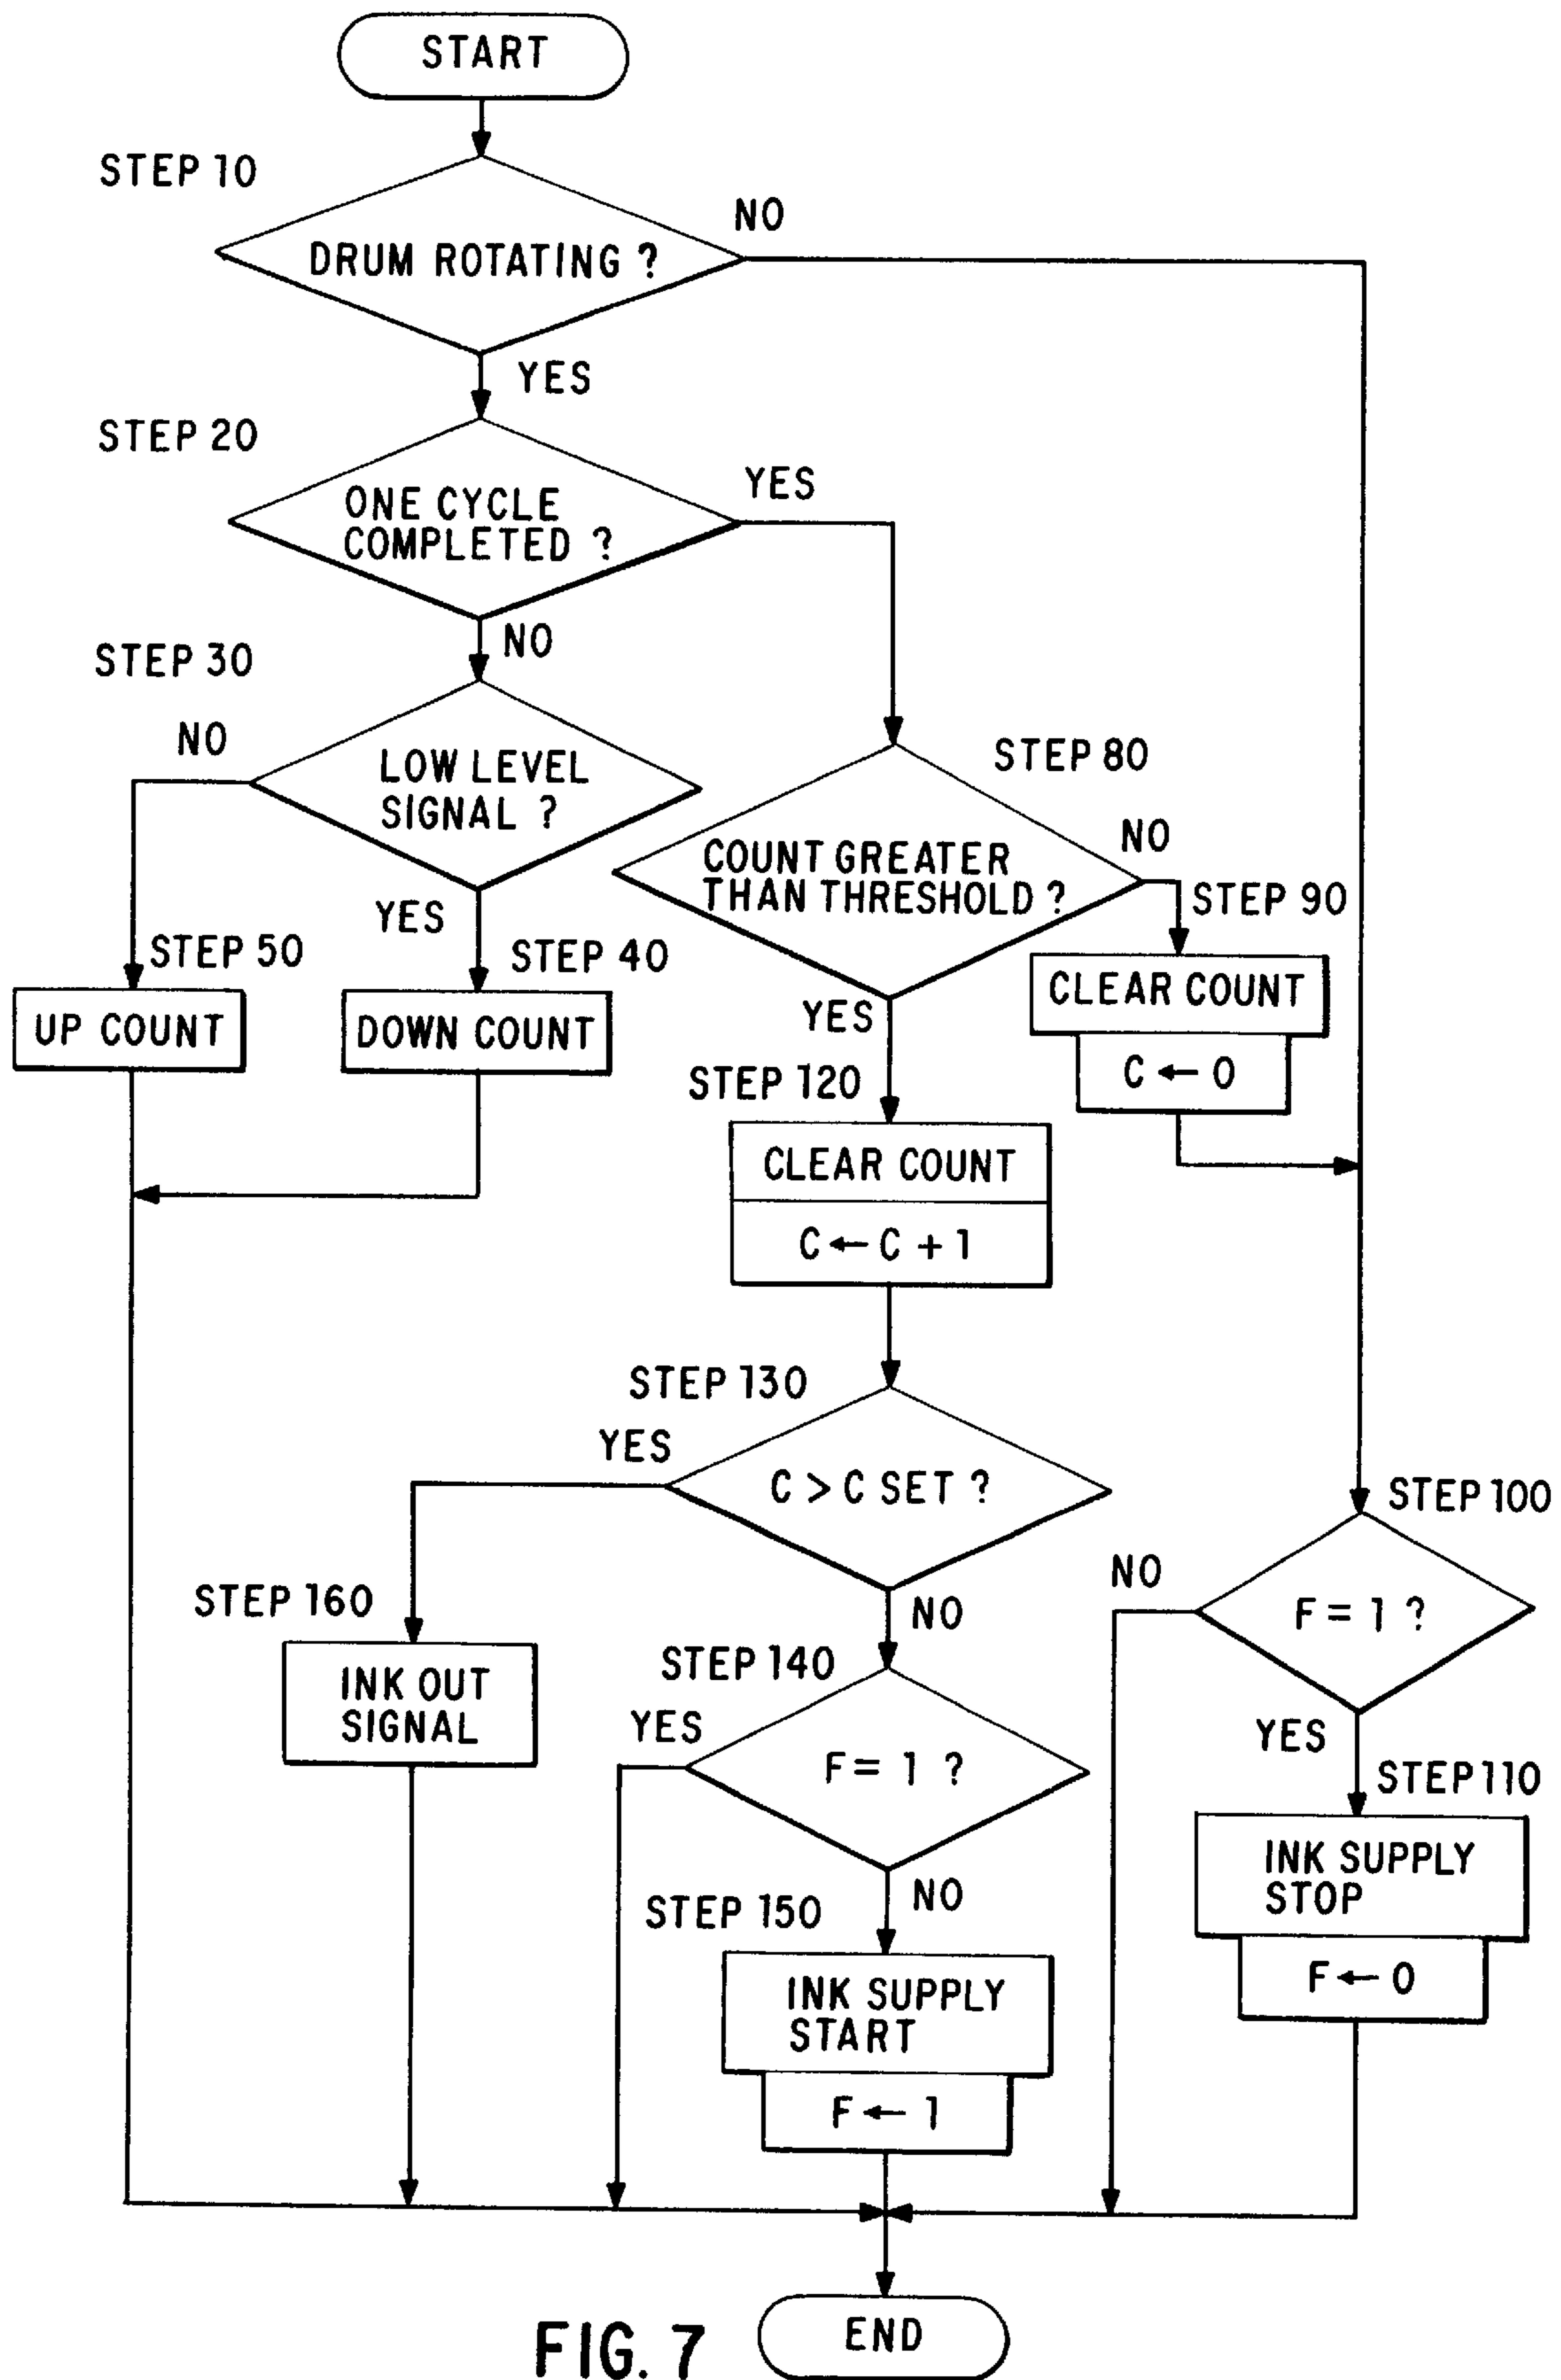 START
STEP 10
DRUM ROTATING ?
NO
YES
STEP 20
ONE CYCLE
COMPLETED ?
YES
NO
STEP 30
LOW LEVEL
SIGNAL ?
NO
YES
STEP 50
UP COUNT
STEP 40
DOWN COUNT
STEP 80
COUNT GREATER
THAN THRESHOLD ?
NO
YES
STEP 90
CLEAR COUNT
C ← 0
STEP 120
CLEAR COUNT
C ← C + 1
STEP 130
C > C SET ?
YES
NO
STEP 160
INK OUT
SIGNAL
STEP 140
F = 1 ?
YES
NO
STEP 150
INK SUPPLY
START
F ← 1
STEP 100
F = 1 ?
NO
YES
STEP 110
INK SUPPLY
STOP
F ← 0
END
FIG. 7